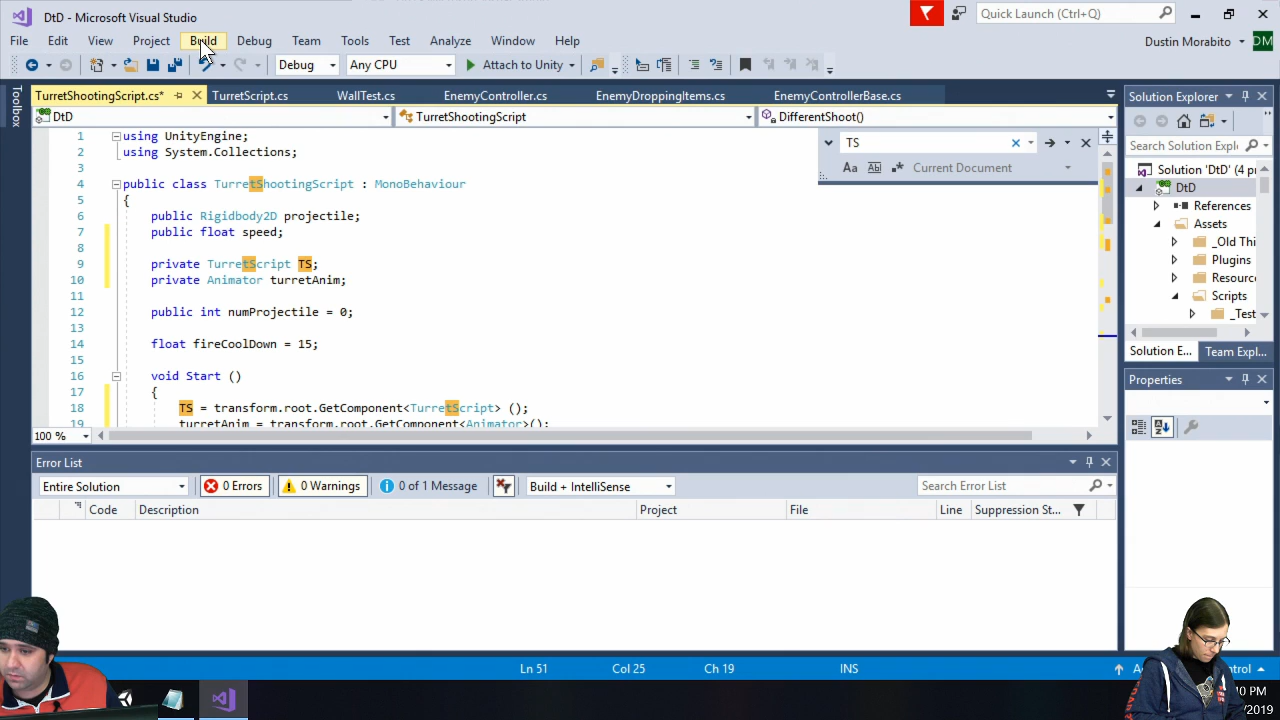 DtD - Microsoft Visual Studio
Quick Launch (Ctrl+Q)
File Edit View Project Build Debug Team Tools Test Analyze Window Help
Dustin Morabito DM
Debug Any CPU Attach to Unity
Toolbox
TurretShootingScript.cs* TurretScript.cs WallTest.cs EnemyController.cs EnemyDroppingItems.cs EnemyControllerBase.cs
DtD TurretShootingScript DifferentShoot()
TS
Aa Ab Current Document
1 using UnityEngine;
2 using System.Collections;
3
4 public class TurretShootingScript : MonoBehaviour
5 {
6 public Rigidbody2D projectile;
7 public float speed;
8
9 private TurretScript TS;
10 private Animator turretAnim;
11
12 public int numProjectile = 0;
13
14 float fireCoolDown = 15;
15
16 void Start ()
17 {
18 TS = transform.root.GetComponent<TurretScript> ();
19 turretAnim = transform.root.GetComponent<Animator>();
100 %
Solution Explorer
Search Solution Explo
Solution 'DtD' (4 pr
DtD
References
Assets
_Old Thi
Plugins
Resourc
Scripts
_Test
Solution E... Team Expl...
Properties
Error List
Entire Solution 0 Errors 0 Warnings 0 of 1 Message Build + IntelliSense Search Error List
Code Description Project File Line Suppression St...
Ln 51 Col 25 Ch 19 INS